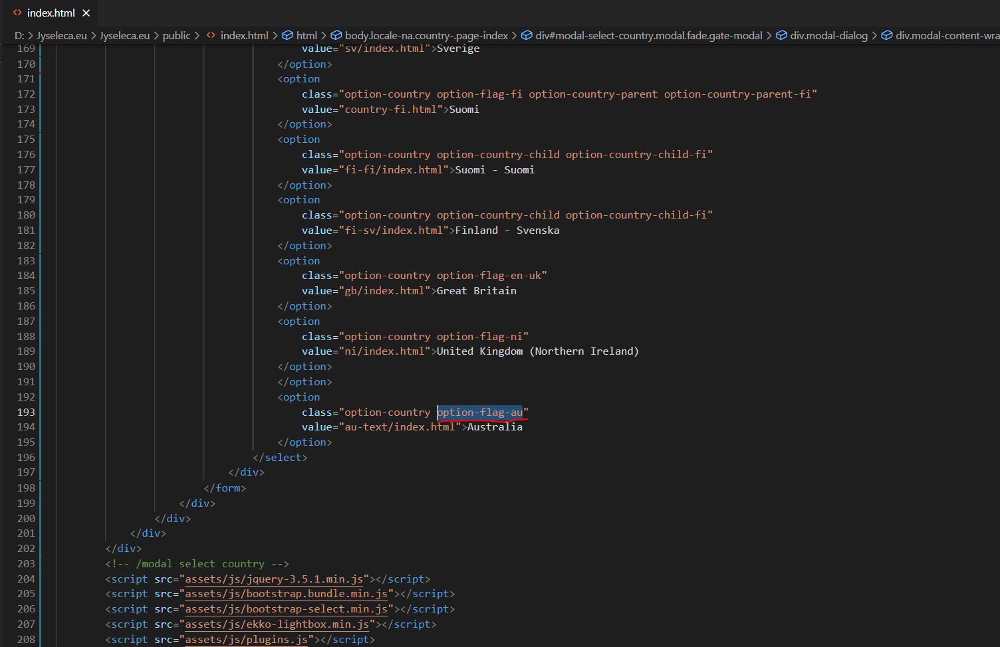 <> index.html ×
D: > Jyseleca.eu > Jyseleca.eu > public > <> index.html > html > body.locale-na.country-.page-index > div#modal-select-country.modal.fade.gate-modal > div.modal-dialog > div.modal-content-wra
169 value="sv/index.html">Sverige
170 </option>
171 <option
172 class="option-country option-flag-fi option-country-parent option-country-parent-fi"
173 value="country-fi.html">Suomi
174 </option>
175 <option
176 class="option-country option-country-child option-country-child-fi"
177 value="fi-fi/index.html">Suomi - Suomi
178 </option>
179 <option
180 class="option-country option-country-child option-country-child-fi"
181 value="fi-sv/index.html">Finland - Svenska
182 </option>
183 <option
184 class="option-country option-flag-en-uk"
185 value="gb/index.html">Great Britain
186 </option>
187 <option
188 class="option-country option-flag-ni"
189 value="ni/index.html">United Kingdom (Northern Ireland)
190 </option>
191 </option>
192 <option
193 class="option-country option-flag-au"
194 value="au-text/index.html">Australia
195 </option>
196 </select>
197 </div>
198 </form>
199 </div>
200 </div>
201 </div>
202 </div>
203 <!-- /modal select country -->
204 <script src="assets/js/jquery-3.5.1.min.js"></script>
205 <script src="assets/js/bootstrap.bundle.min.js"></script>
206 <script src="assets/js/bootstrap-select.min.js"></script>
207 <script src="assets/js/ekko-lightbox.min.js"></script>
208 <script src="assets/js/plugins.js"></script>